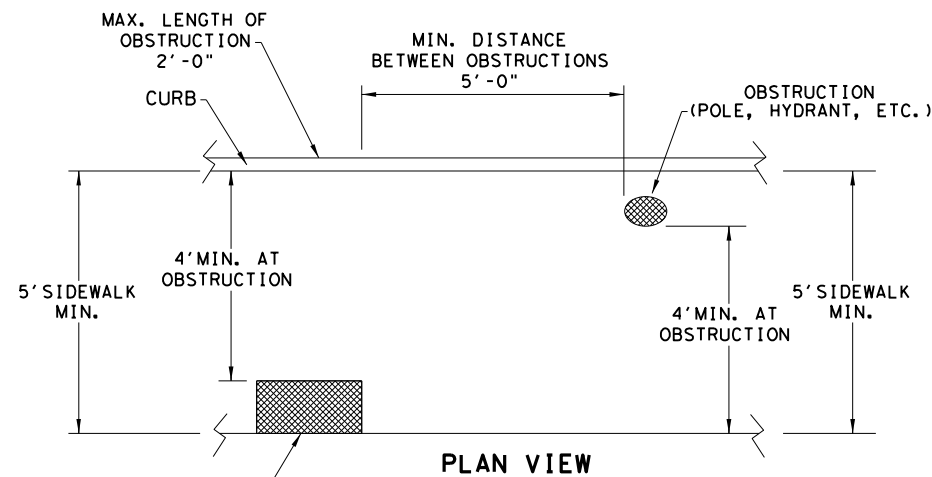 MAX. LENGTH OF
OBSTRUCTION
2'-0"
CURB
MIN. DISTANCE
BETWEEN OBSTRUCTIONS
5'-0"
OBSTRUCTION
(POLE, HYDRANT, ETC.)
5' SIDEWALK
MIN.
4' MIN. AT
OBSTRUCTION
4' MIN. AT
OBSTRUCTION
5' SIDEWALK
MIN.
PLAN VIEW